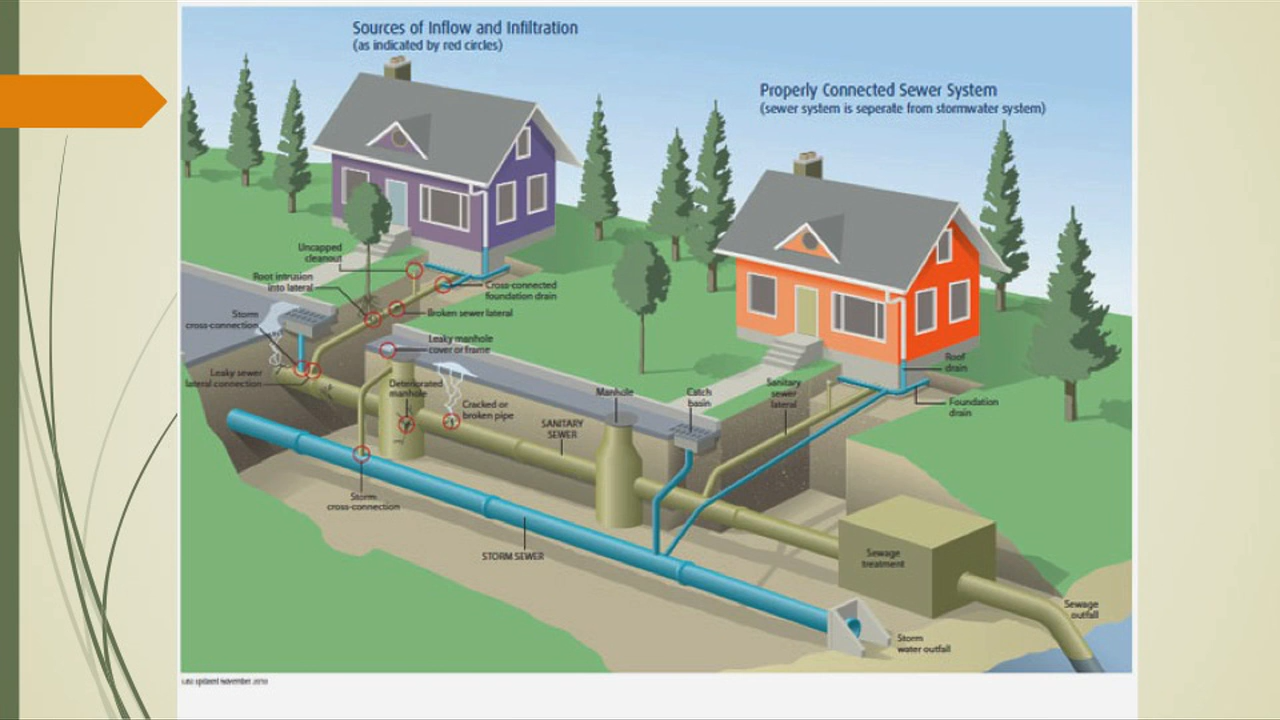 Sources of Inflow and Infiltration
(as indicated by red circles)
Properly Connected Sewer System
(sewer system is seperate from stormwater system)
Uncapped
cleanout
Root intrusion
into lateral
Cross-connected
foundation drain
Storm
cross-connection
Broken sewer lateral
Leaky manhole
cover or frame
Leaky sewer
lateral connection
Deteriorated
manhole
Cracked or
broken pipe
SANITARY
SEWER
Manhole
Catch
basin
Sanitary
sewer
lateral
Roof
drain
Foundation
drain
Storm
cross-connection
STORM SEWER
Sewage
treatment
Sewage
outfall
Storm
water outfall
Last updated November 2010